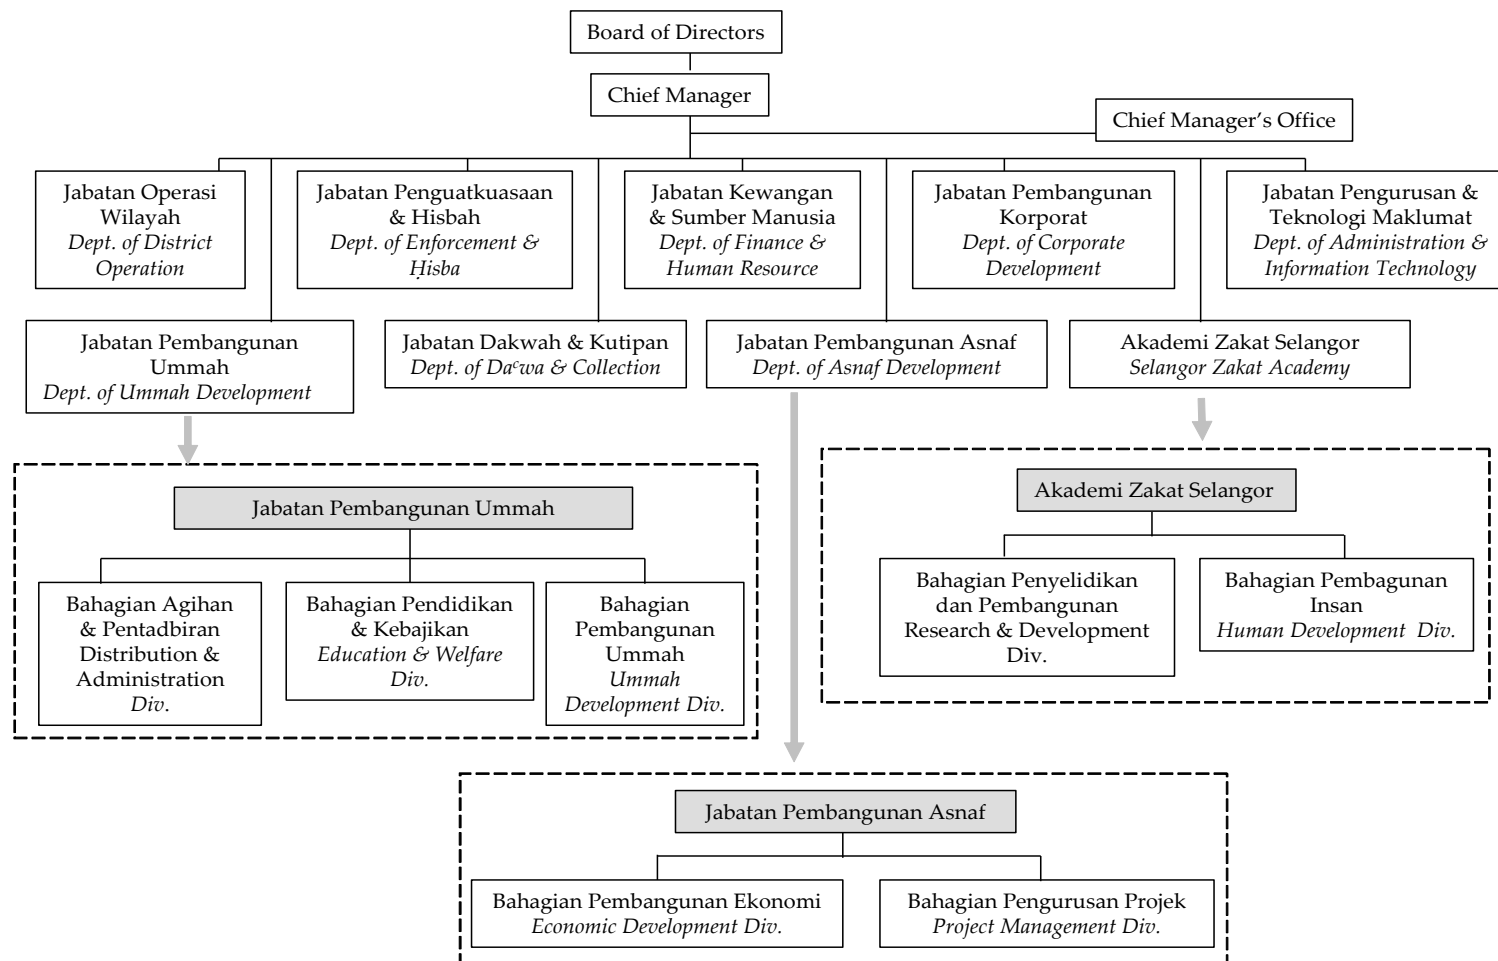 Board of Directors
Chief Manager
Chief Manager's Office
Jabatan Operasi
Wilayah
Dept. of District
Operation
Jabatan Penguatkuasaan
& Hisbah
Dept. of Enforcement &
Ḥisba
Jabatan Kewangan
& Sumber Manusia
Dept. of Finance &
Human Resource
Jabatan Pembangunan
Korporat
Dept. of Corporate
Development
Jabatan Pengurusan &
Teknologi Maklumat
Dept. of Administration &
Information Technology
Jabatan Pembangunan
Ummah
Dept. of Ummah Development
Jabatan Dakwah & Kutipan
Dept. of Daᶜwa & Collection
Jabatan Pembangunan Asnaf
Dept. of Asnaf Development
Akademi Zakat Selangor
Selangor Zakat Academy
Jabatan Pembangunan Ummah
Bahagian Agihan
& Pentadbiran
Distribution &
Administration
Div.
Bahagian Pendidikan
& Kebajikan
Education & Welfare
Div.
Bahagian
Pembangunan
Ummah
Ummah
Development Div.
Akademi Zakat Selangor
Bahagian Penyelidikan
dan Pembangunan
Research & Development
Div.
Bahagian Pembagunan
Insan
Human Development Div.
Jabatan Pembangunan Asnaf
Bahagian Pembangunan Ekonomi
Economic Development Div.
Bahagian Pengurusan Projek
Project Management Div.